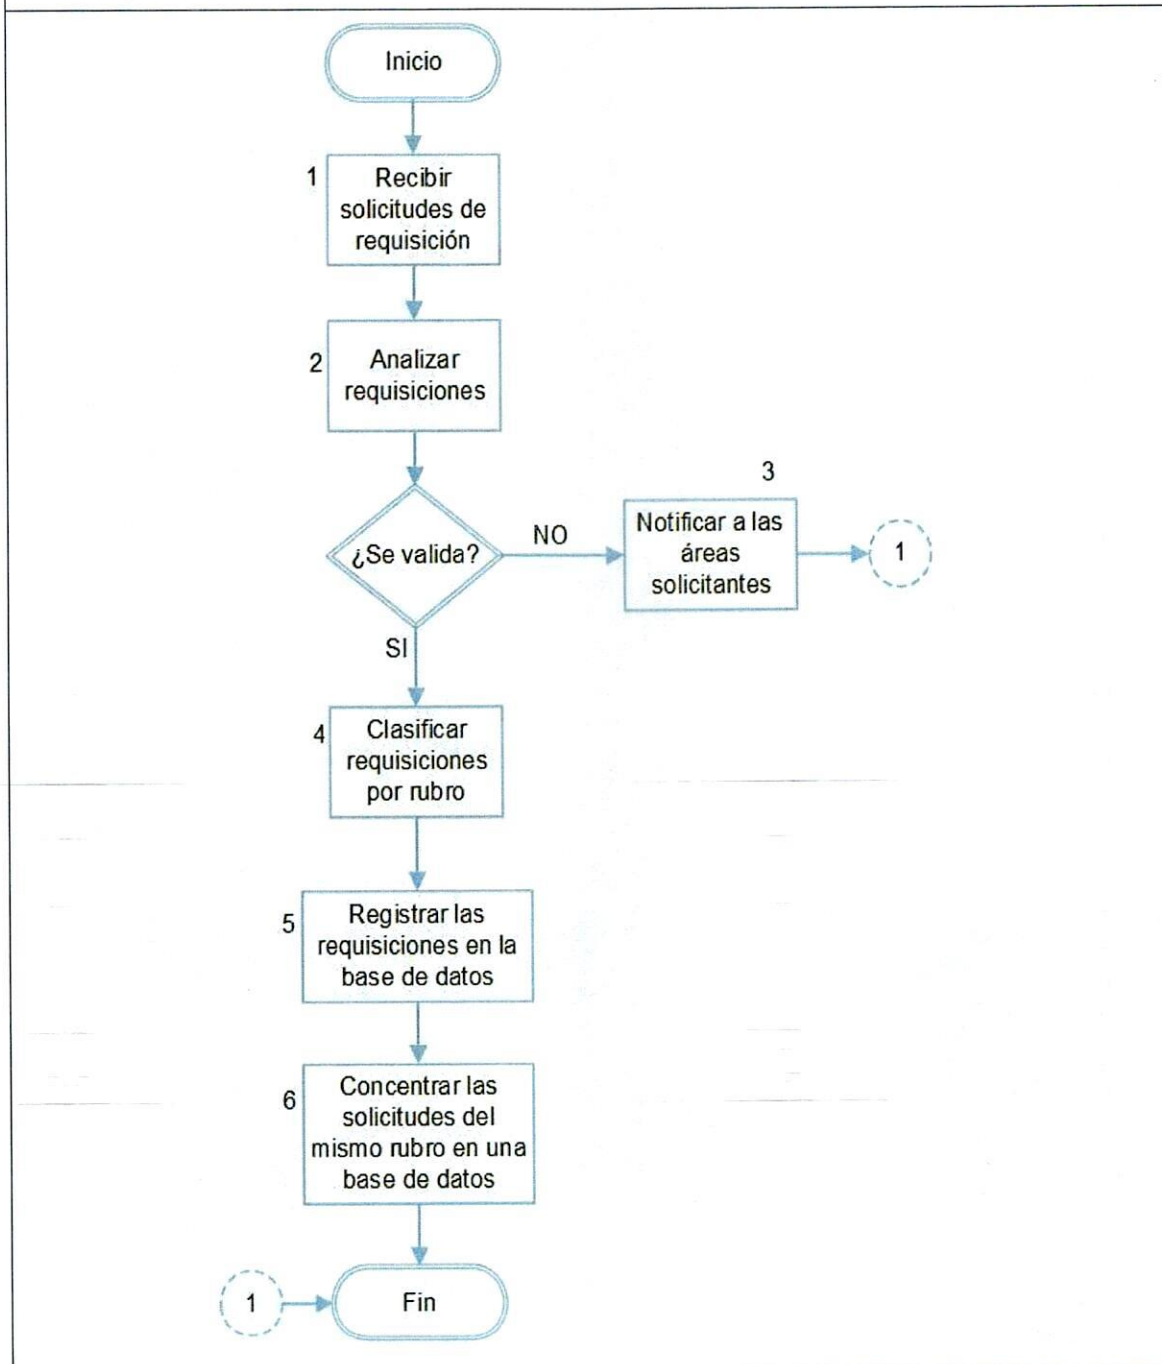 Inicio
1
Recibir
solicitudes de
requisición
2
Analizar
requisiciones
¿Se valida?
NO
3
Notificar a las
áreas
solicitantes
1
SI
4
Clasificar
requisiciones
por rubro
5
Registrar las
requisiciones en la
base de datos
6
Concentrar las
solicitudes del
mismo rubro en una
base de datos
1
Fin